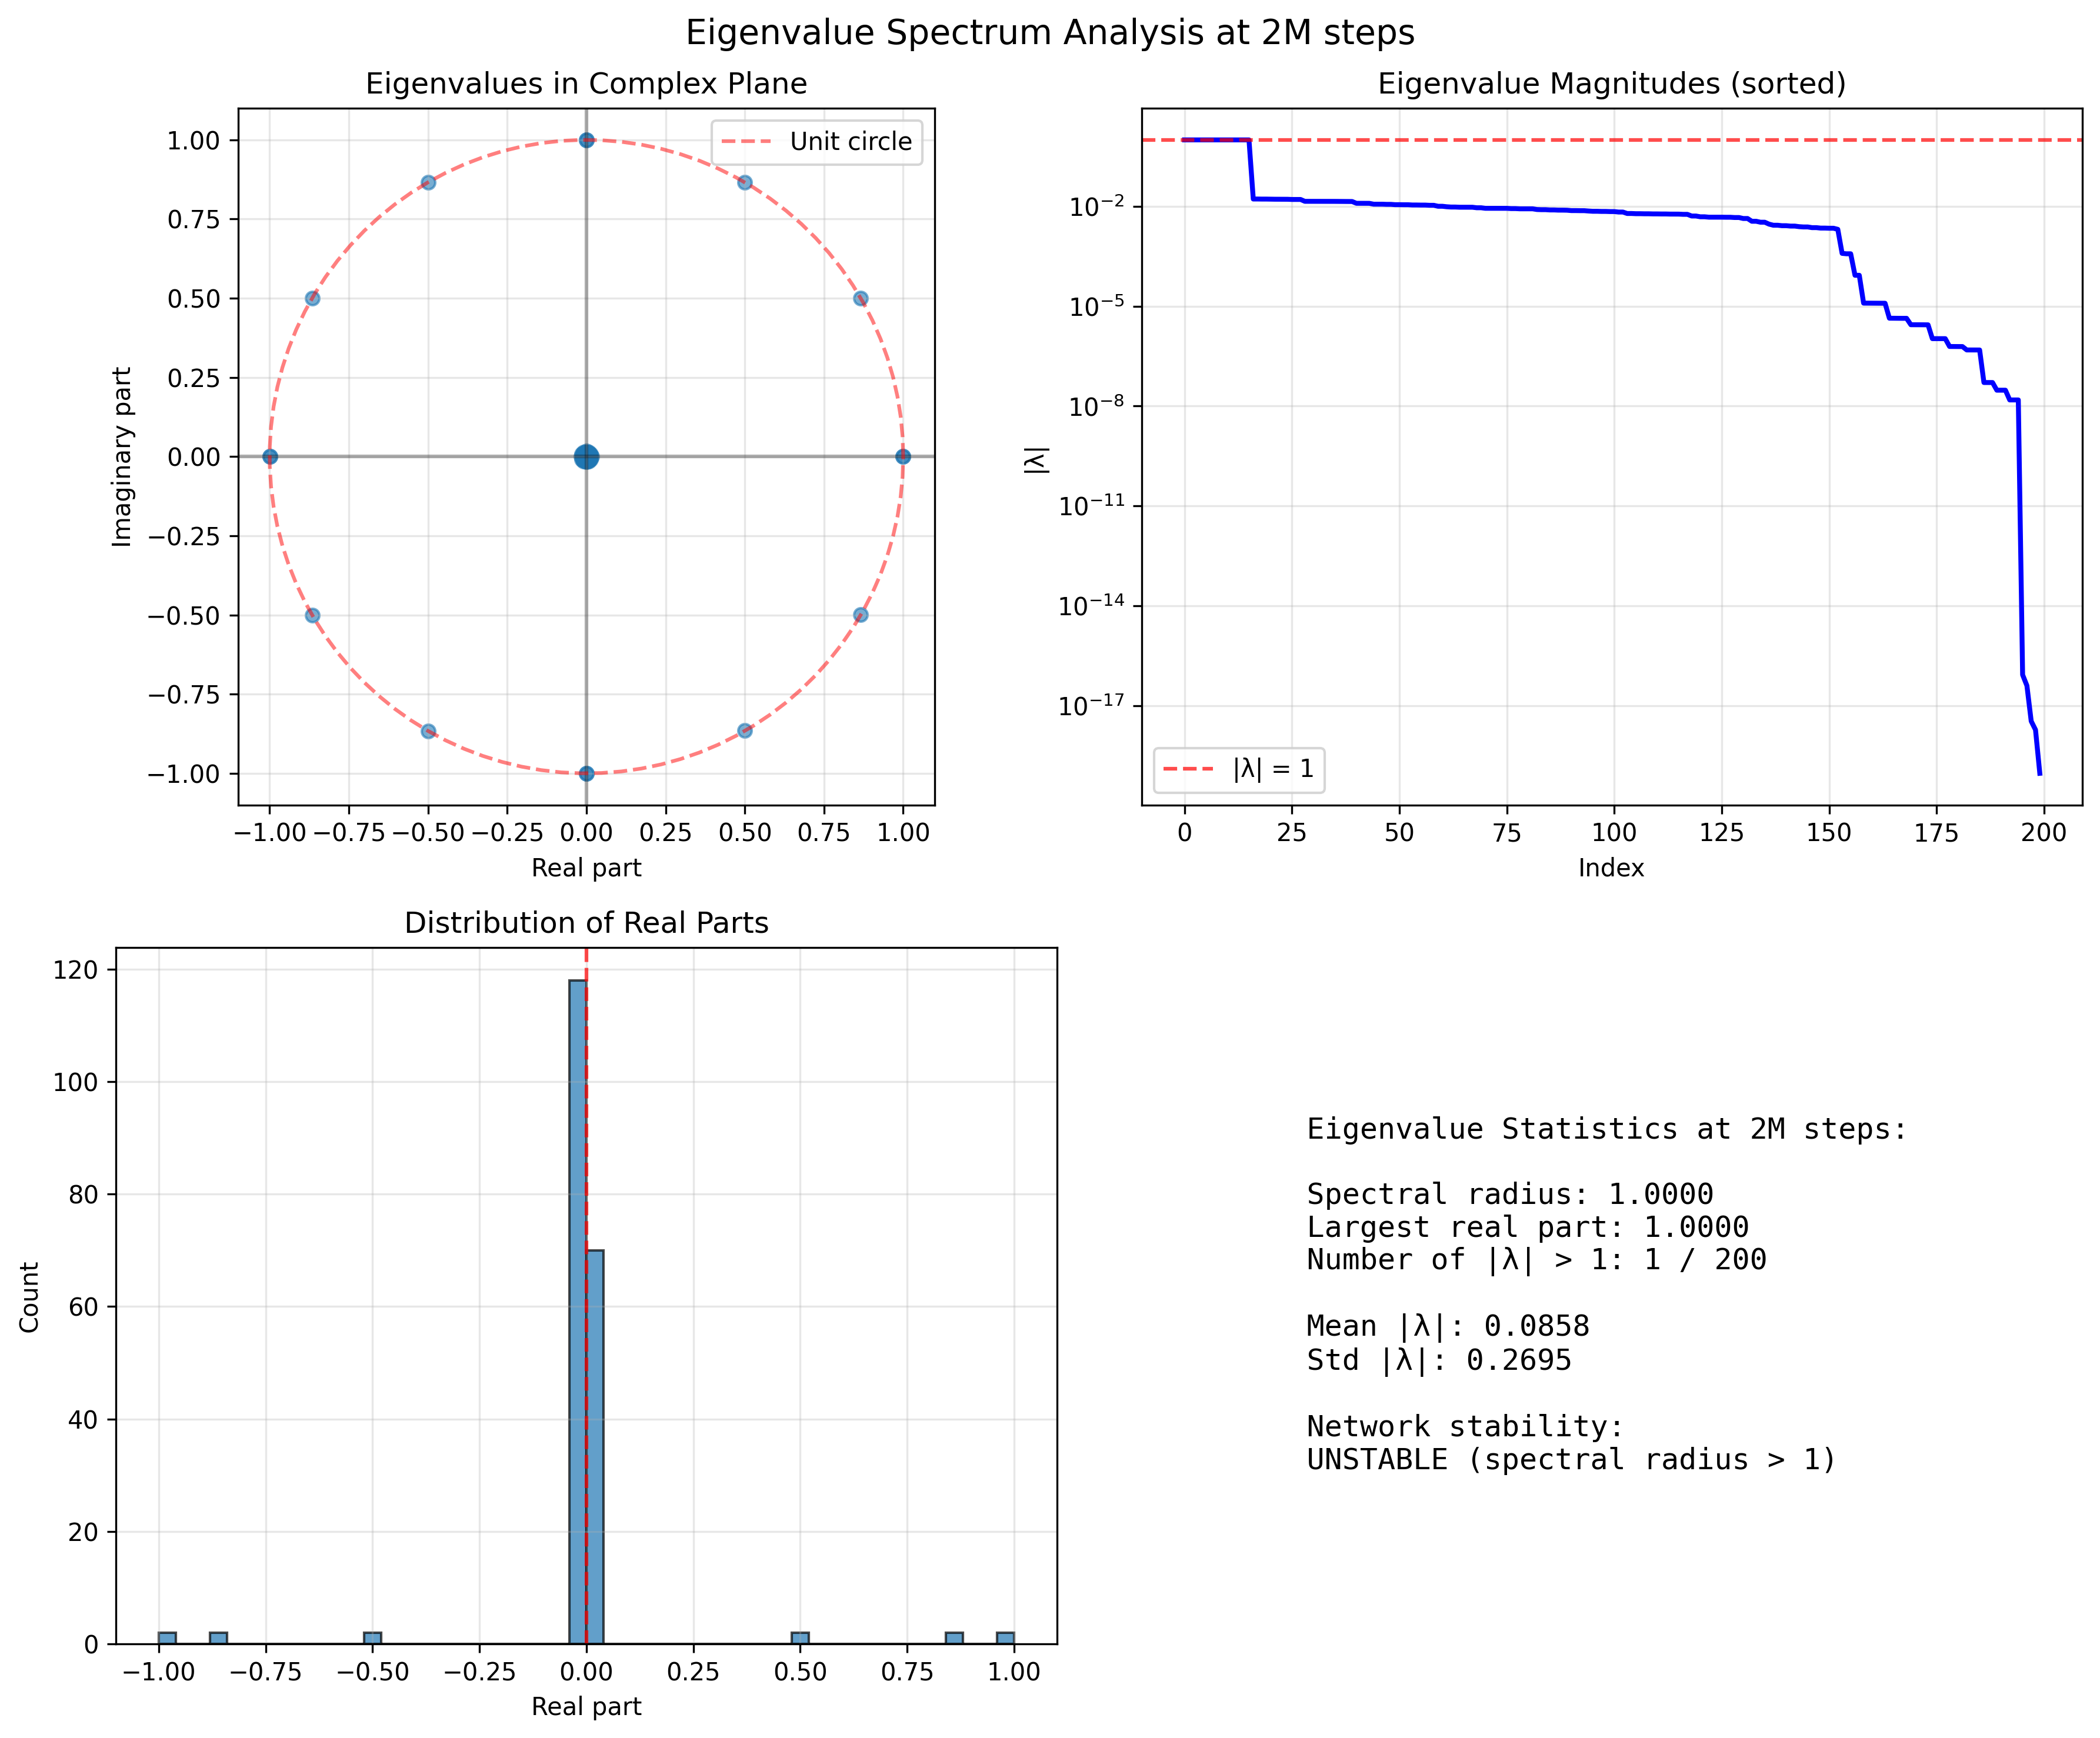 Eigenvalue Spectrum Analysis at 2M steps
Eigenvalues in Complex Plane
Unit circle
1.00
0.75
0.50
0.25
0.00
−0.25
−0.50
−0.75
−1.00
Imaginary part
−1.00 −0.75 −0.50 −0.25 0.00 0.25 0.50 0.75 1.00
Real part
Eigenvalue Magnitudes (sorted)
10⁻²
10⁻⁵
10⁻⁸
10⁻¹¹
10⁻¹⁴
10⁻¹⁷
|λ|
|λ| = 1
0 25 50 75 100 125 150 175 200
Index
Distribution of Real Parts
120
100
80
60
40
20
0
Count
−1.00 −0.75 −0.50 −0.25 0.00 0.25 0.50 0.75 1.00
Real part
Eigenvalue Statistics at 2M steps:
Spectral radius: 1.0000
Largest real part: 1.0000
Number of |λ| > 1: 1 / 200
Mean |λ|: 0.0858
Std |λ|: 0.2695
Network stability:
UNSTABLE (spectral radius > 1)